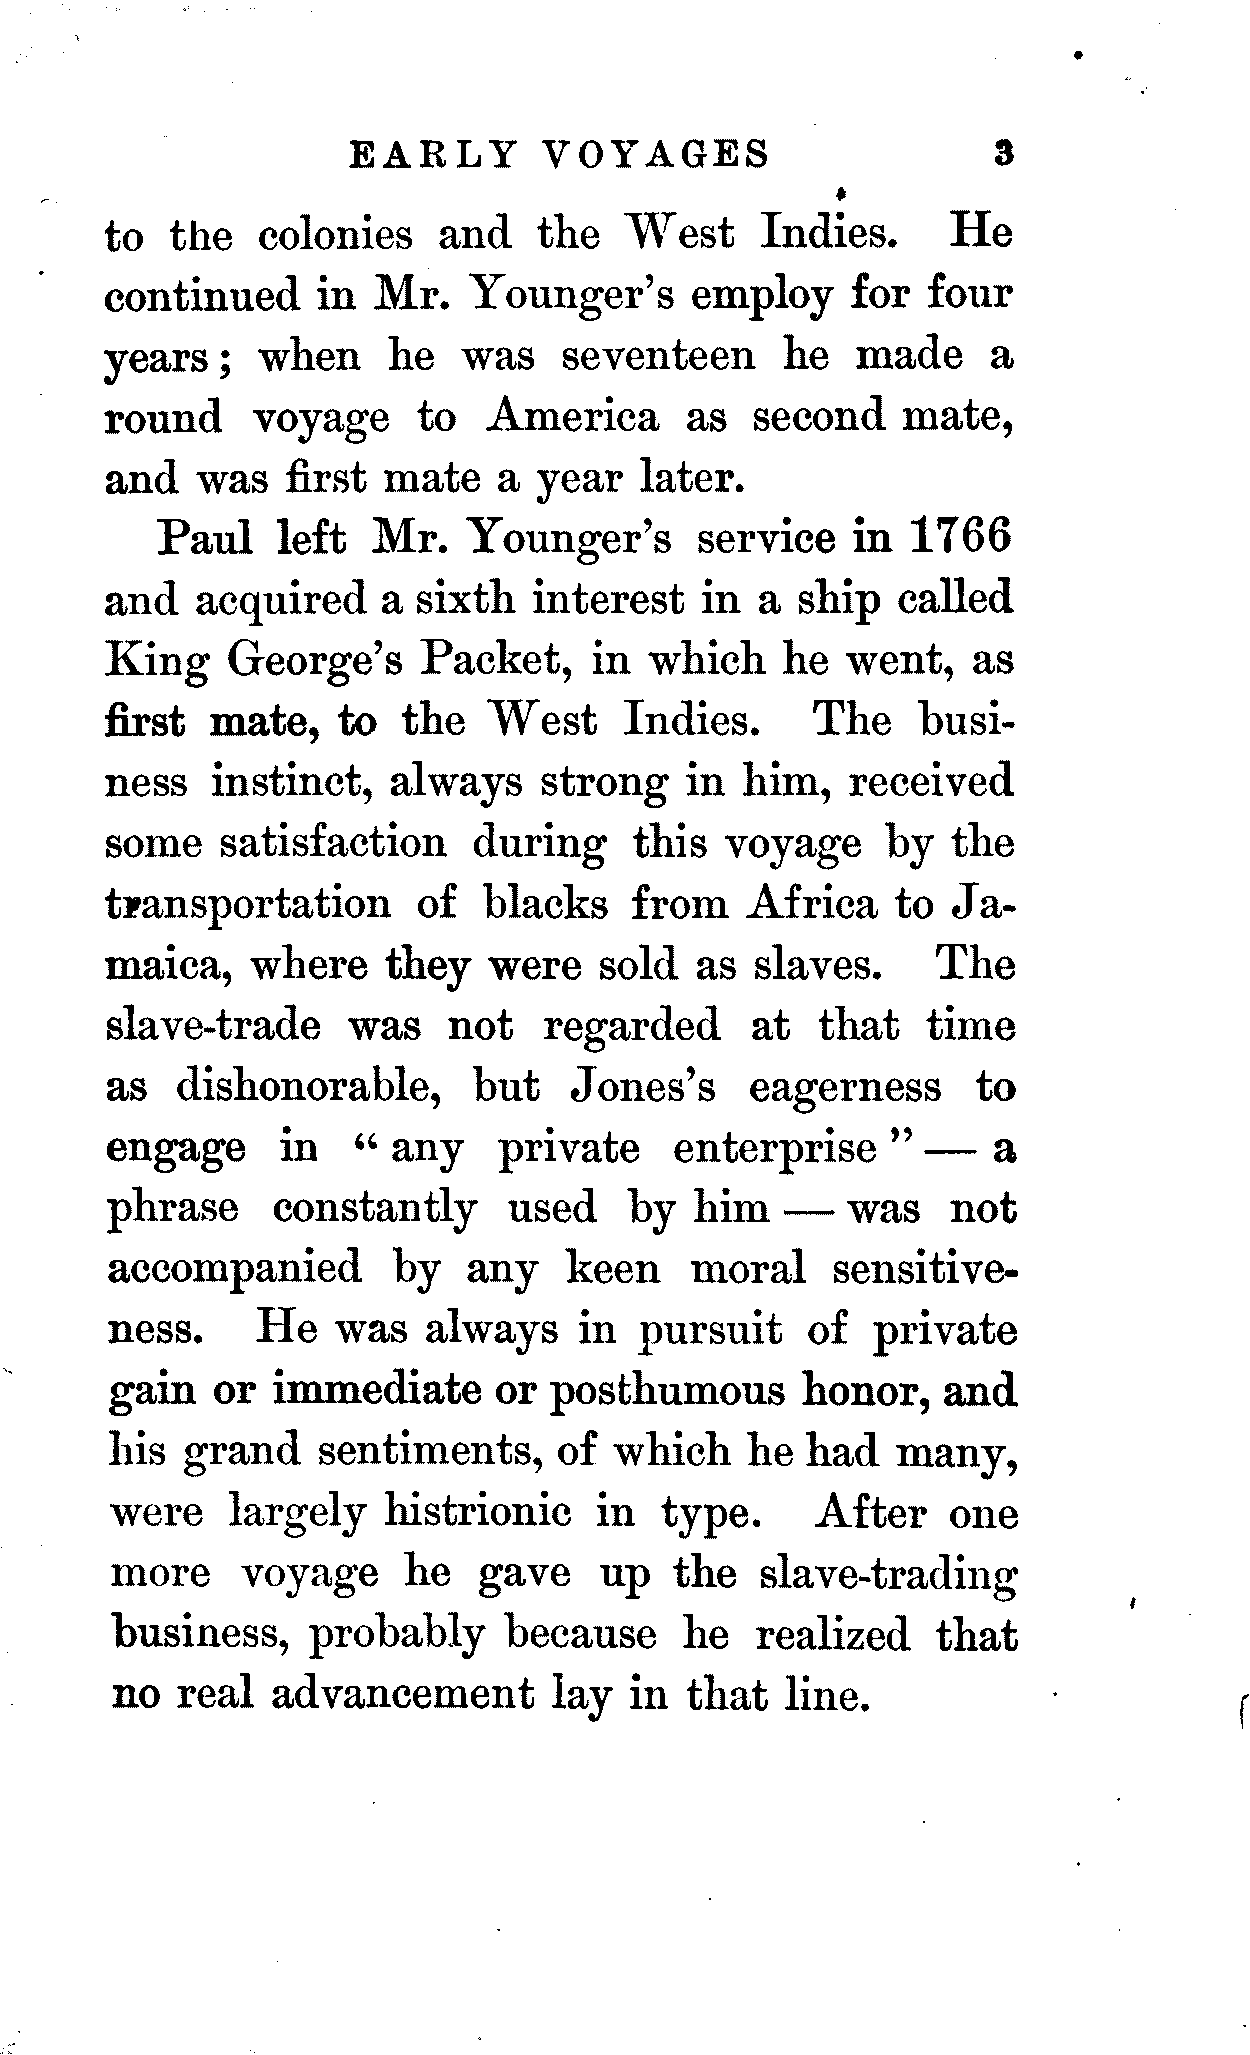 EARLY VOYAGES 3
to the colonies and the West Indies. He
continued in Mr. Younger's employ for four
years; when he was seventeen he made a
round voyage to America as second mate,
and was first mate a year later.
Paul left Mr. Younger's service in 1766
and acquired a sixth interest in a ship called
King George's Packet, in which he went, as
first mate, to the West Indies. The busi-
ness instinct, always strong in him, received
some satisfaction during this voyage by the
transportation of blacks from Africa to Ja-
maica, where they were sold as slaves. The
slave-trade was not regarded at that time
as dishonorable, but Jones's eagerness to
engage in "any private enterprise" — a
phrase constantly used by him — was not
accompanied by any keen moral sensitive-
ness. He was always in pursuit of private
gain or immediate or posthumous honor, and
his grand sentiments, of which he had many,
were largely histrionic in type. After one
more voyage he gave up the slave-trading
business, probably because he realized that
no real advancement lay in that line.